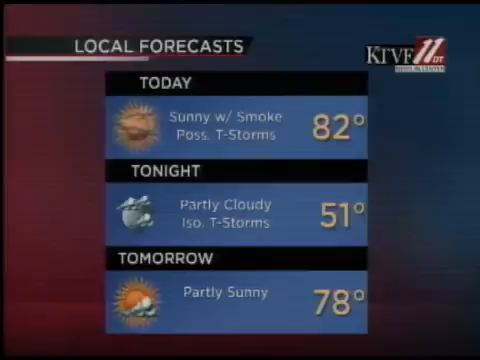 LOCAL FORECASTS
KTVF 11 DT
TODAY
Sunny w/ Smoke
Poss. T-Storms
82°
TONIGHT
Partly Cloudy
Iso. T-Storms
51°
TOMORROW
Partly Sunny
78°